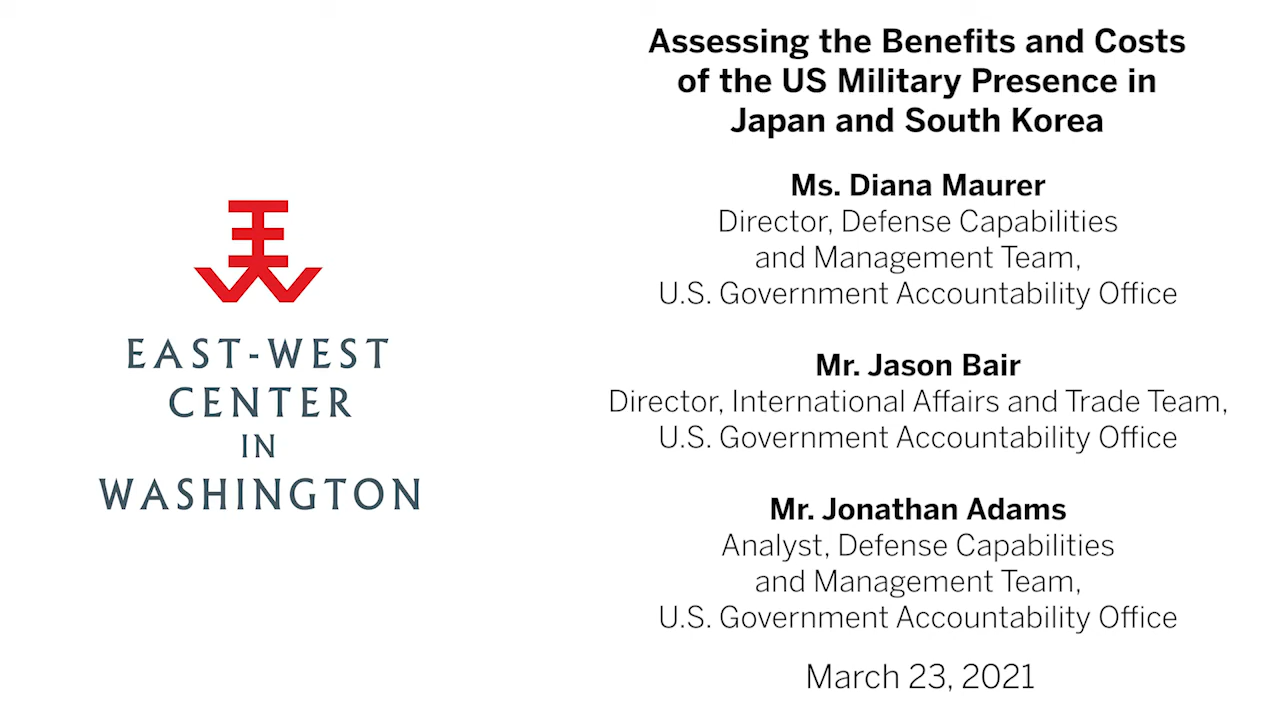 EAST-WEST
CENTER
IN
WASHINGTON
Assessing the Benefits and Costs
of the US Military Presence in
Japan and South Korea
Ms. Diana Maurer
Director, Defense Capabilities
and Management Team,
U.S. Government Accountability Office
Mr. Jason Bair
Director, International Affairs and Trade Team,
U.S. Government Accountability Office
Mr. Jonathan Adams
Analyst, Defense Capabilities
and Management Team,
U.S. Government Accountability Office
March 23, 2021